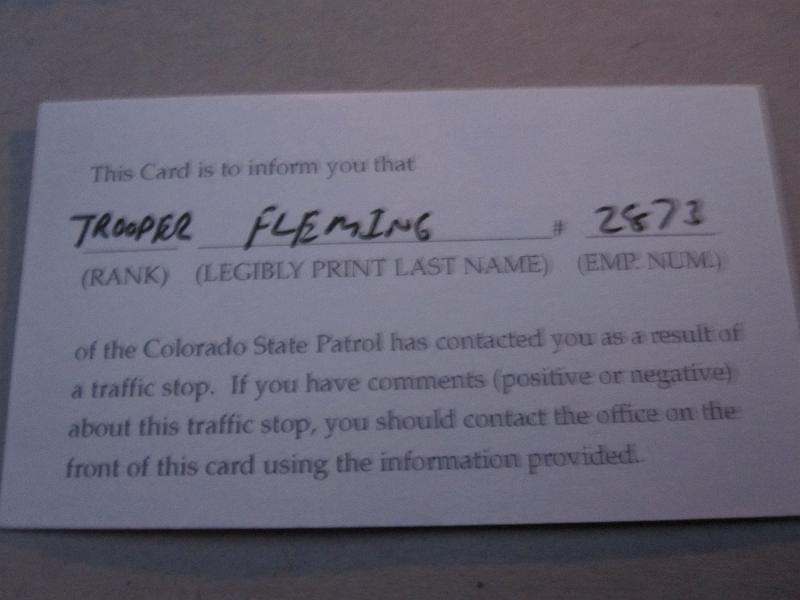 This Card is to inform you that
TROOPER FLEMING # 2873
(RANK) (LEGIBLY PRINT LAST NAME) (EMP. NUM.)
of the Colorado State Patrol has contacted you as a result of
a traffic stop. If you have comments (positive or negative)
about this traffic stop, you should contact the office on the
front of this card using the information provided.